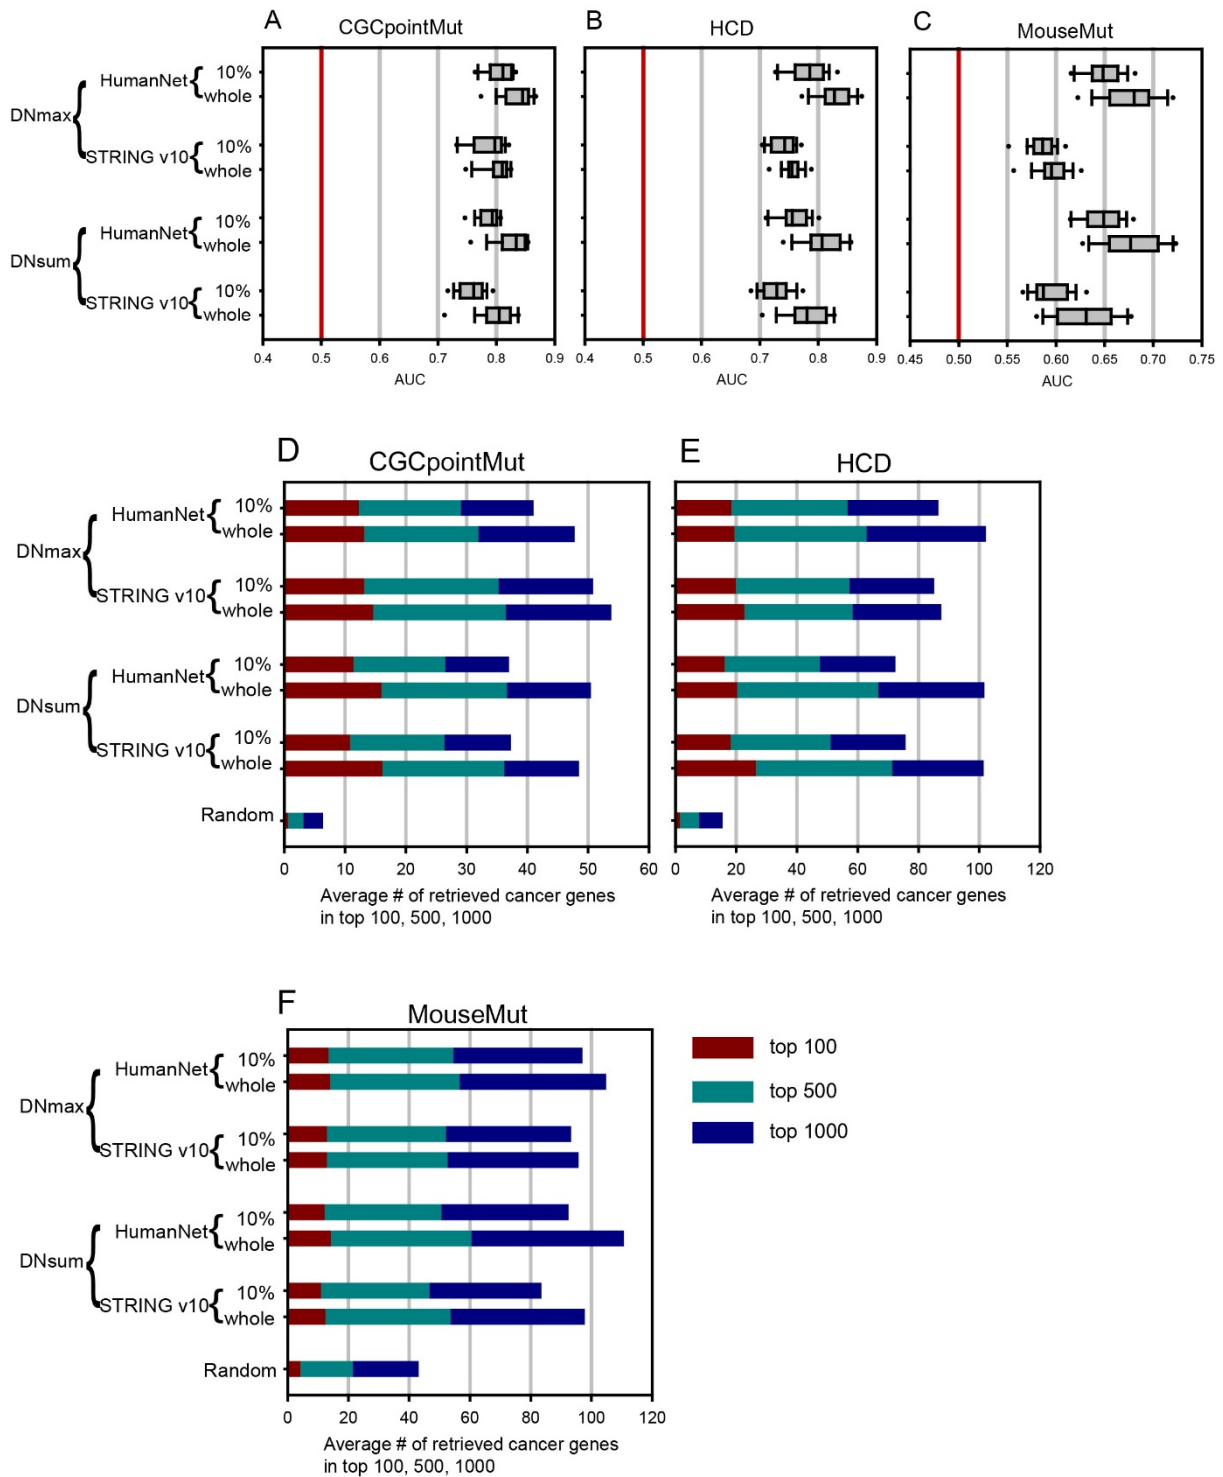 A
CGCpointMut
B
HCD
C
MouseMut
DNmax
HumanNet
10%
whole
STRING v10
10%
whole
DNsum
HumanNet
10%
whole
STRING v10
10%
whole
0.4 0.5 0.6 0.7 0.8 0.9
AUC
0.4 0.5 0.6 0.7 0.8 0.9
AUC
0.45 0.50 0.55 0.60 0.65 0.70 0.75
AUC
D
CGCpointMut
E
HCD
DNmax
HumanNet
10%
whole
STRING v10
10%
whole
DNsum
HumanNet
10%
whole
STRING v10
10%
whole
Random
0 10 20 30 40 50 60
Average # of retrieved cancer genes
in top 100, 500, 1000
0 20 40 60 80 100 120
Average # of retrieved cancer genes
in top 100, 500, 1000
F
MouseMut
DNmax
HumanNet
10%
whole
STRING v10
10%
whole
DNsum
HumanNet
10%
whole
STRING v10
10%
whole
Random
0 20 40 60 80 100 120
Average # of retrieved cancer genes
in top 100, 500, 1000
top 100
top 500
top 1000